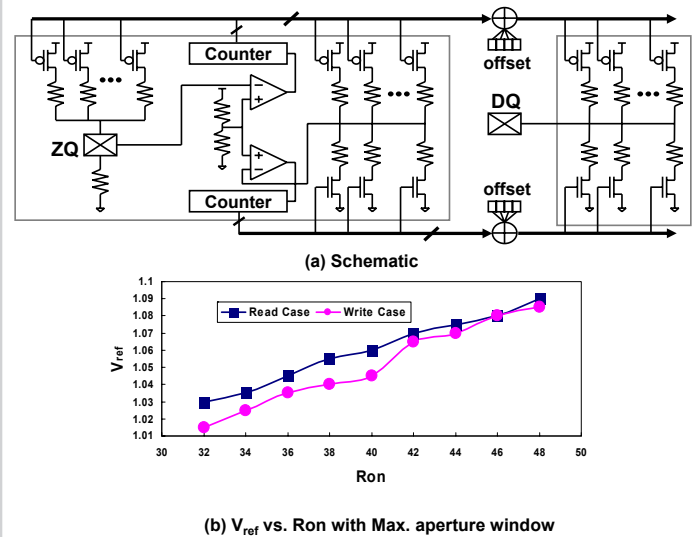 Counter
offset
ZQ
DQ
offset
Counter
(a) Schematic
1.1
1.09
1.08
1.07
1.06
1.05
1.04
1.03
1.02
1.01
Vref
Read Case Write Case
30 32 34 36 38 40 42 44 46 48 50
Ron
(b) Vref vs. Ron with Max. aperture window